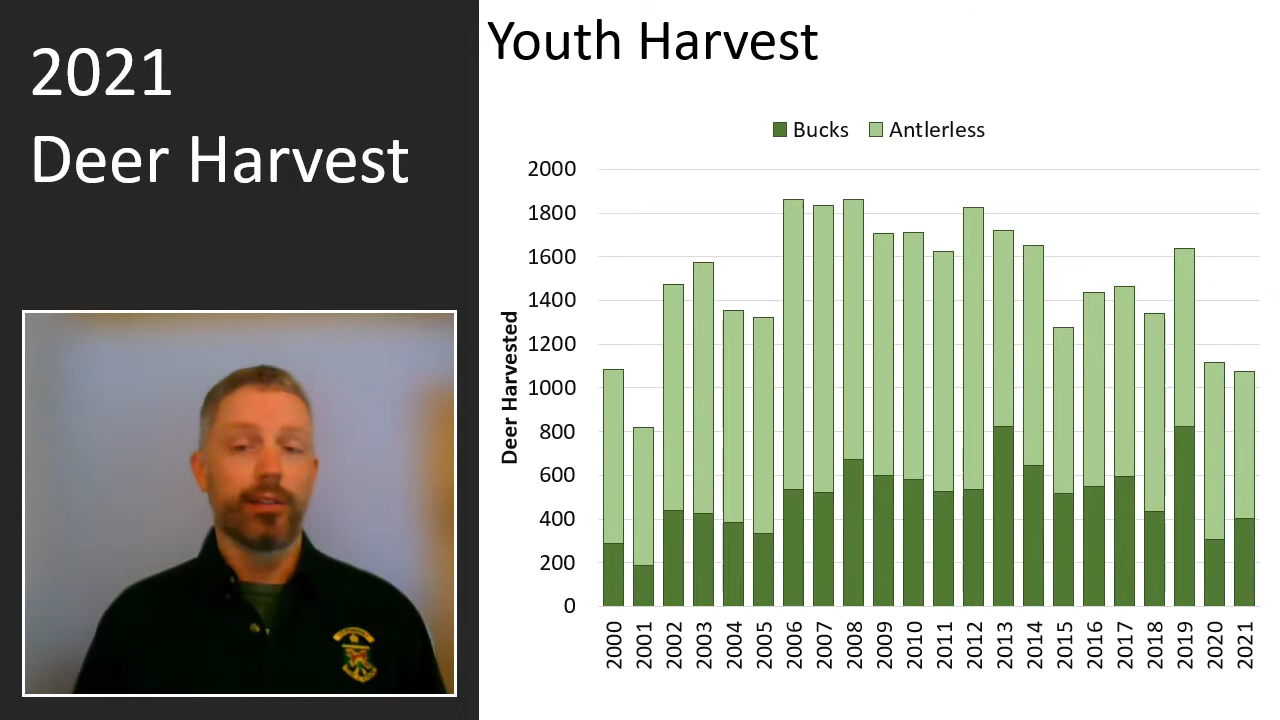 2021
Deer Harvest
Youth Harvest
Bucks Antlerless
Deer Harvested
2000
1800
1600
1400
1200
1000
800
600
400
200
0
2000 2001 2002 2003 2004 2005 2006 2007 2008 2009 2010 2011 2012 2013 2014 2015 2016 2017 2018 2019 2020 2021